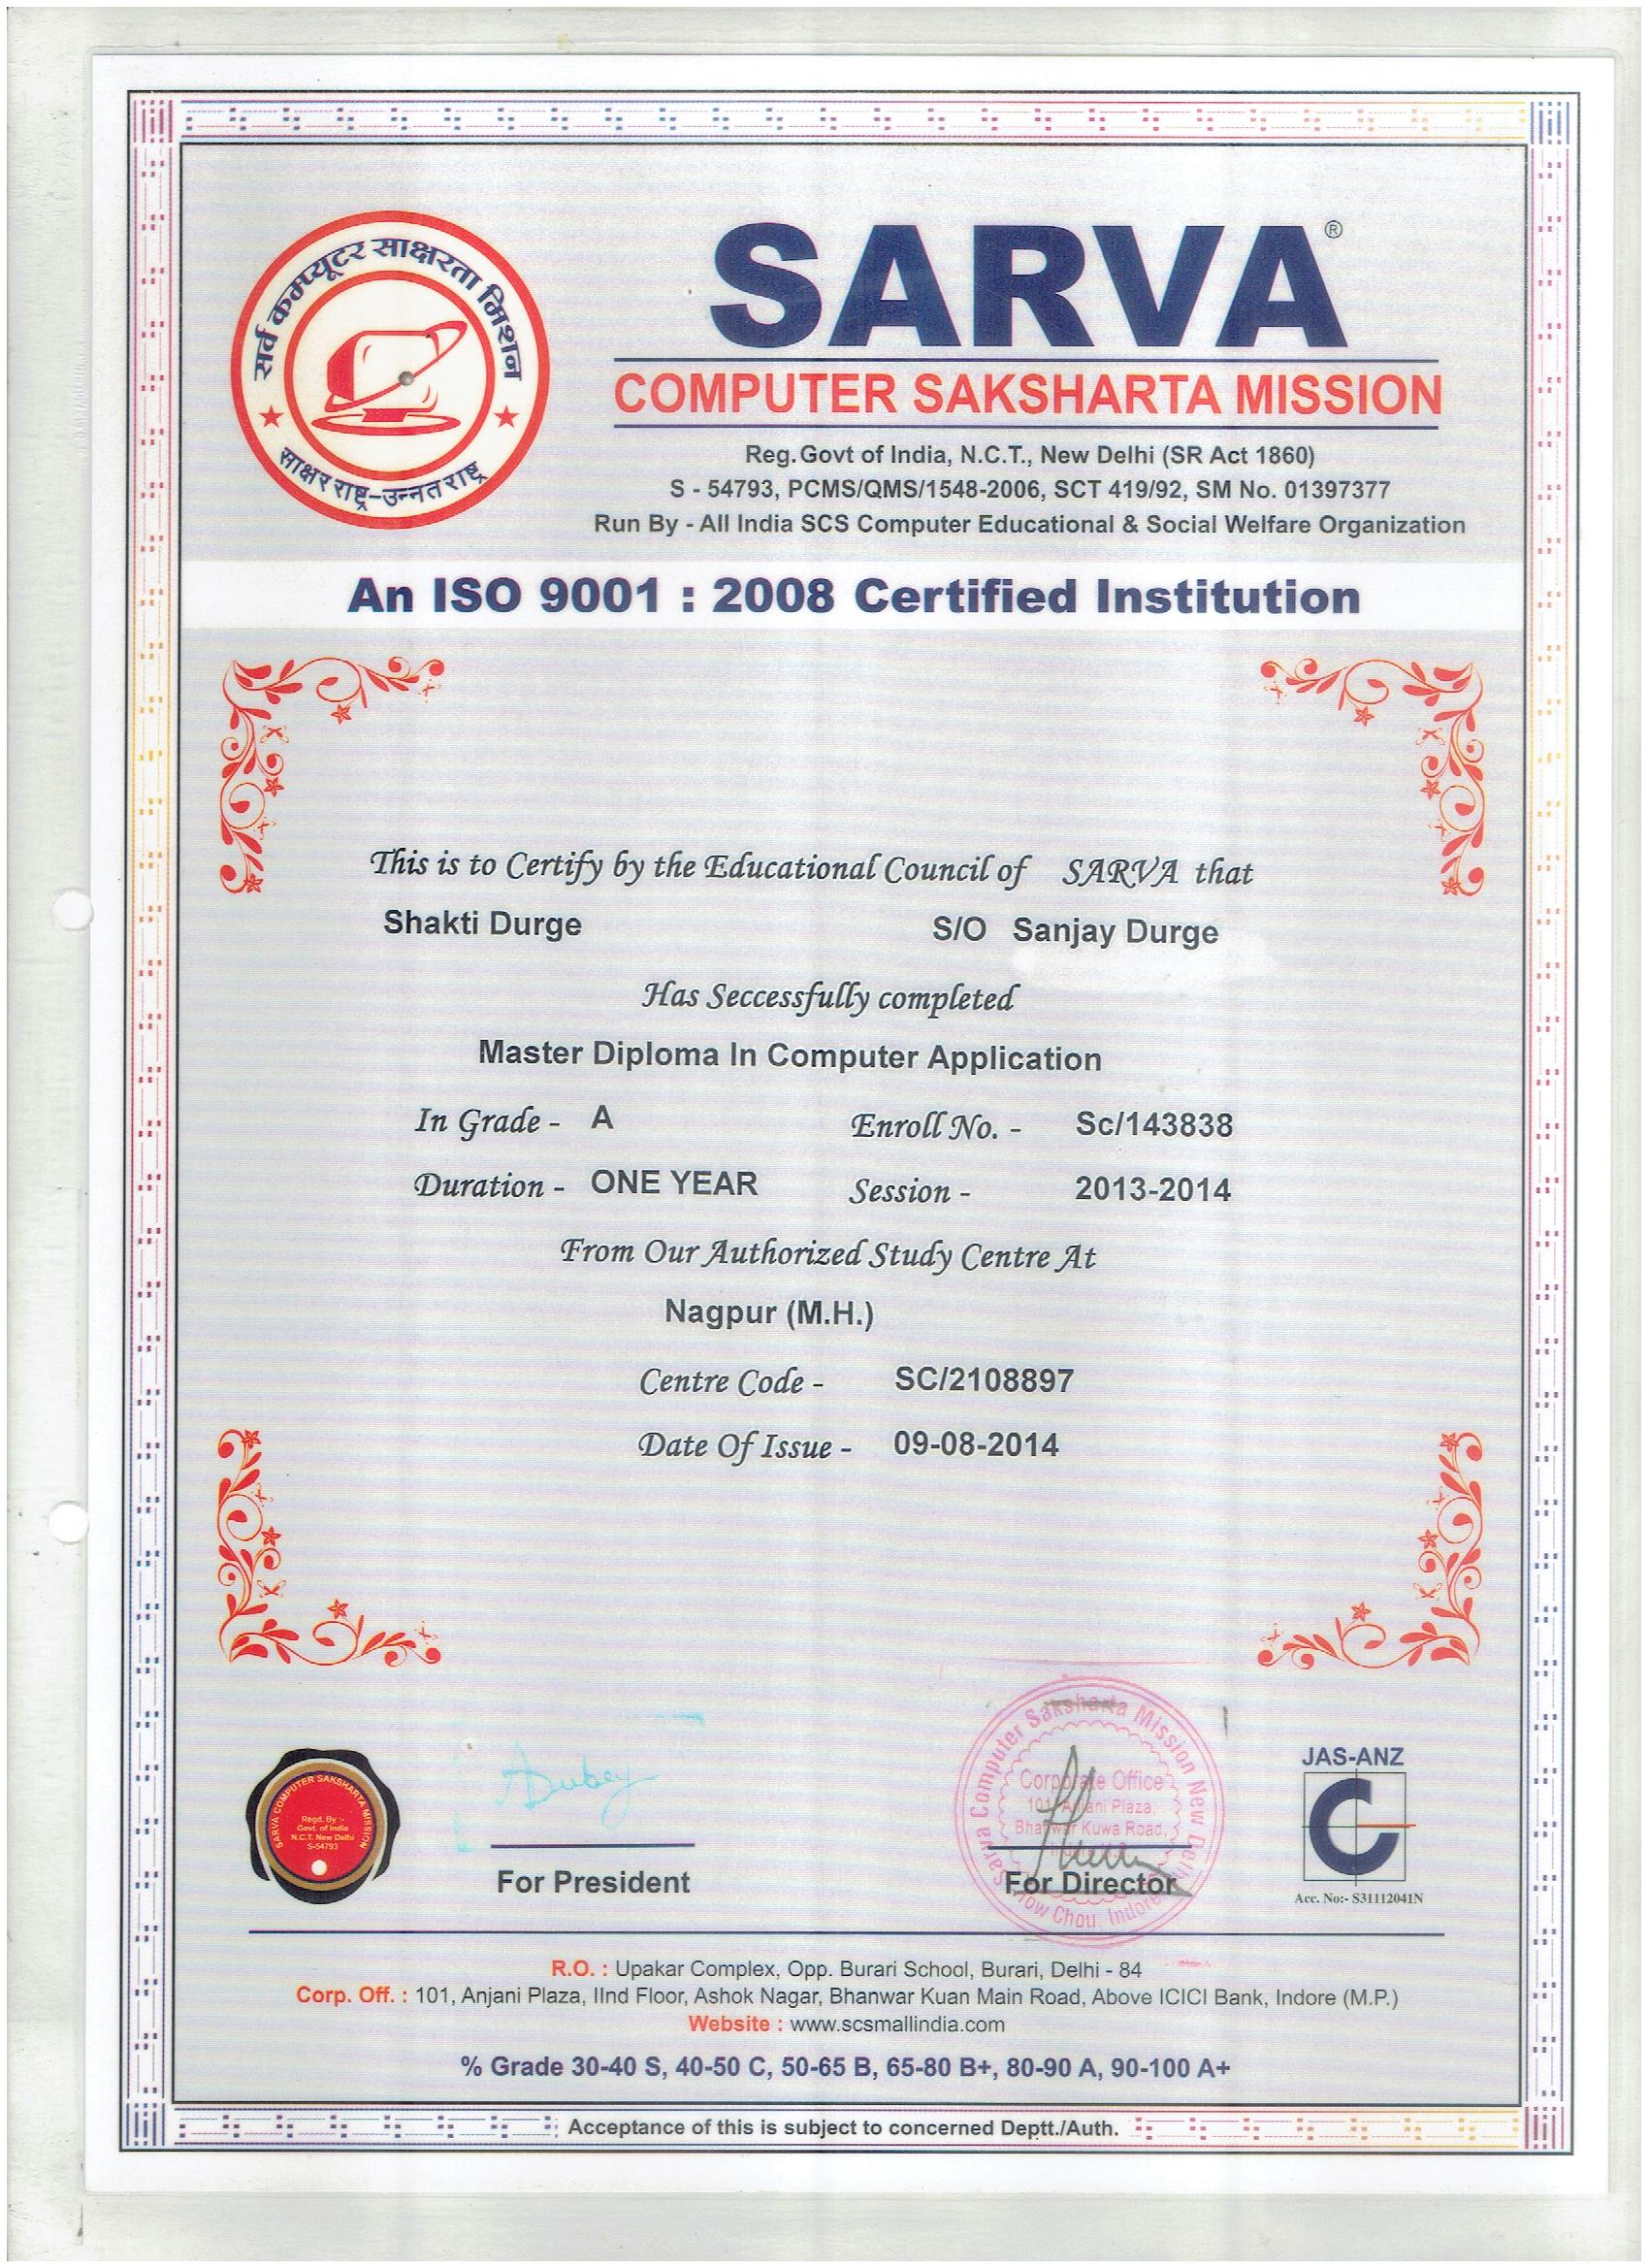 सर्व कम्प्यूटर साक्षरता मिशन
साक्षर राष्ट्र-उन्नत राष्ट्र
SARVA®
COMPUTER SAKSHARTA MISSION
Reg.Govt of India, N.C.T., New Delhi (SR Act 1860)
S - 54793, PCMS/QMS/1548-2006, SCT 419/92, SM No. 01397377
Run By - All India SCS Computer Educational & Social Welfare Organization
An ISO 9001 : 2008 Certified Institution
This is to Certify by the Educational Council of SARVA that
Shakti Durge S/O Sanjay Durge
Has Seccessfully completed
Master Diploma In Computer Application
In Grade - A Enroll No. - Sc/143838
Duration - ONE YEAR Session - 2013-2014
From Our Authorized Study Centre At
Nagpur (M.H.)
Centre Code - SC/2108897
Date Of Issue - 09-08-2014
SARVA COMPUTER SAKSHARTA MISSION
Regd. By :-
Govt. of India
N.C.T. New Delhi
S-54793
ADubey
For President
Sarva Computer Saksharta Mission New Delhi
Corporate Office
101, Anjani Plaza,
Bhanwar Kuwa Road,
Indore
For Director
JAS-ANZ
Acc. No:- S31112041N
R.O. : Upakar Complex, Opp. Burari School, Burari, Delhi - 84
Corp. Off. : 101, Anjani Plaza, IInd Floor, Ashok Nagar, Bhanwar Kuan Main Road, Above ICICI Bank, Indore (M.P.)
Website : www.scsmallindia.com
% Grade 30-40 S, 40-50 C, 50-65 B, 65-80 B+, 80-90 A, 90-100 A+
Acceptance of this is subject to concerned Deptt./Auth.